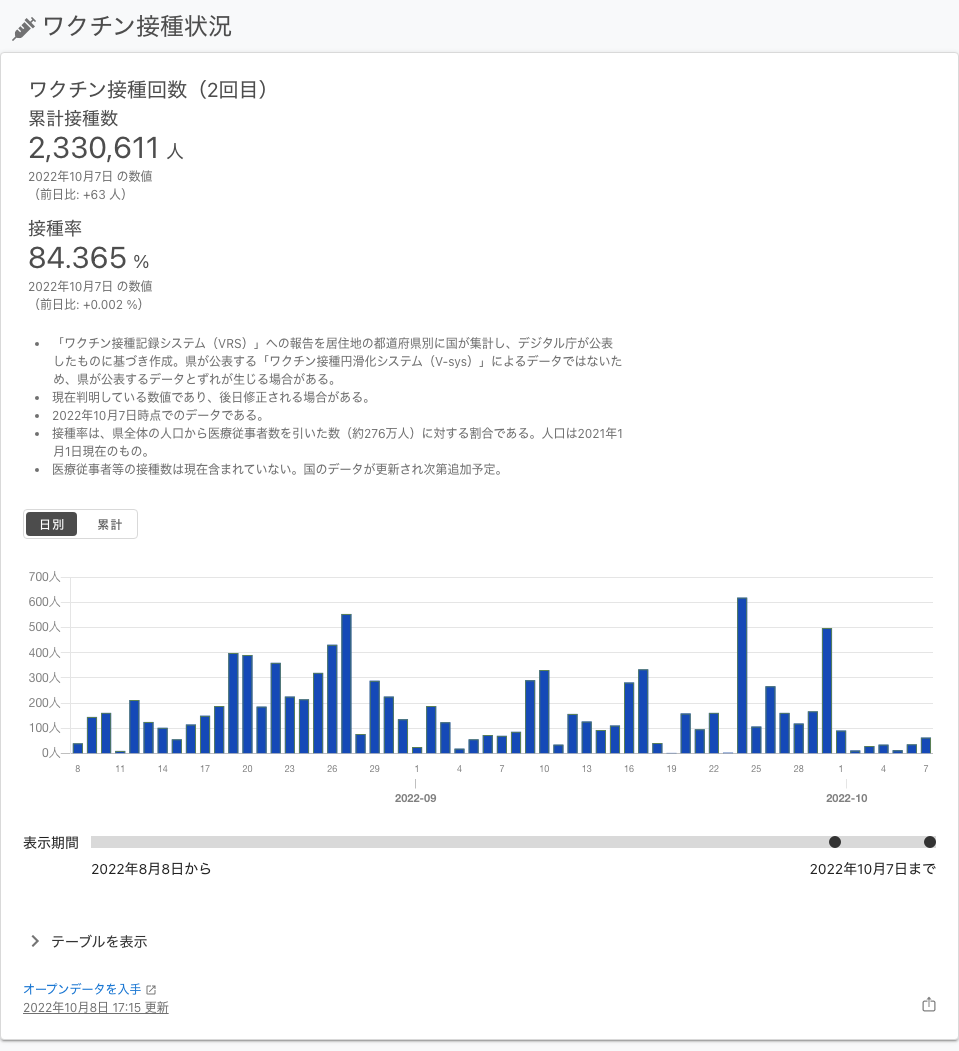 ワクチン接種状況
ワクチン接種回数（2回目）
累計接種数
2,330,611 人
2022年10月7日 の数値
（前日比: +63 人）
接種率
84.365 %
2022年10月7日 の数値
（前日比: +0.002 %）
• 「ワクチン接種記録システム（VRS）」への報告を居住地の都道府県別に国が集計し、デジタル庁が公表
したものに基づき作成。県が公表する「ワクチン接種円滑化システム（V-sys）」によるデータではないた
め、県が公表するデータとずれが生じる場合がある。
• 現在判明している数値であり、後日修正される場合がある。
• 2022年10月7日時点でのデータである。
• 接種率は、県全体の人口から医療従事者数を引いた数（約276万人）に対する割合である。人口は2021年1
月1日現在のもの。
• 医療従事者等の接種数は現在含まれていない。国のデータが更新され次第追加予定。
日別 累計
700人
600人
500人
400人
300人
200人
100人
0人
8 11 14 17 20 23 26 29 1 4 7 10 13 16 19 22 25 28 1 4 7
2022-09 2022-10
表示期間
2022年8月8日から 2022年10月7日まで
テーブルを表示
オープンデータを入手
2022年10月8日 17:15 更新